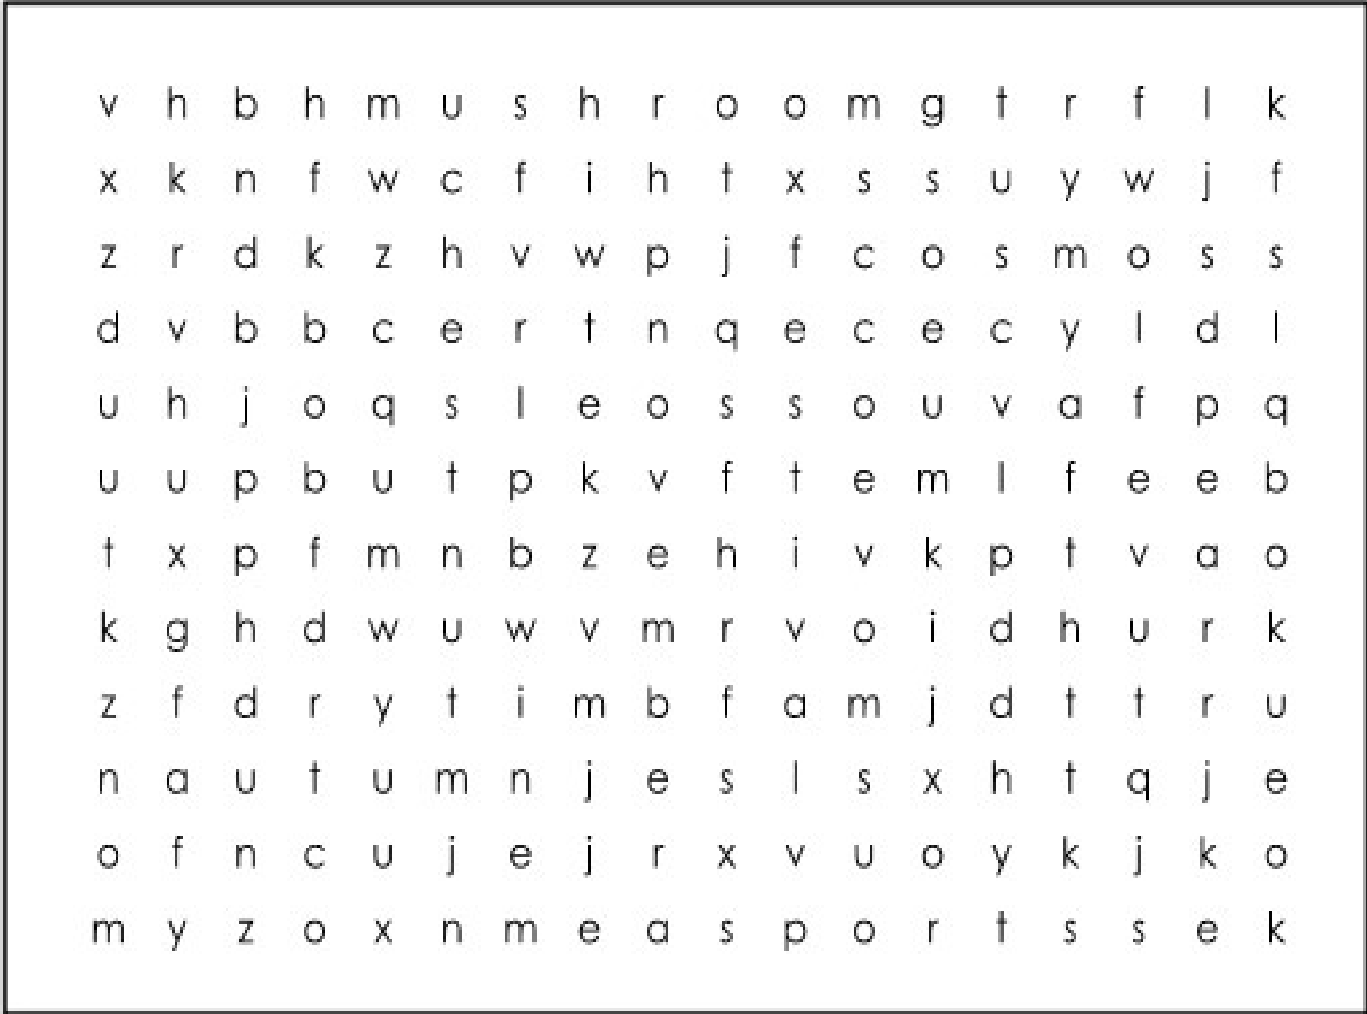 v h b h m u s h r o o m g t r f l k
x k n f w c f i h t x s s u y w j f
z r d k z h v w p j f c o s m o s s
d v b b c e r t n q e c e c y l d l
u h j o q s l e o s s o u v a f p q
u u p b u t p k v f t e m l f e e b
t x p f m n b z e h i v k p t v a o
k g h d w u w v m r v o i d h u r k
z f d r y t i m b f a m j d t t r u
n a u t u m n j e s l s x h t q j e
o f n c u j e j r x v u o y k j k o
m y z o x n m e a s p o r t s s e k